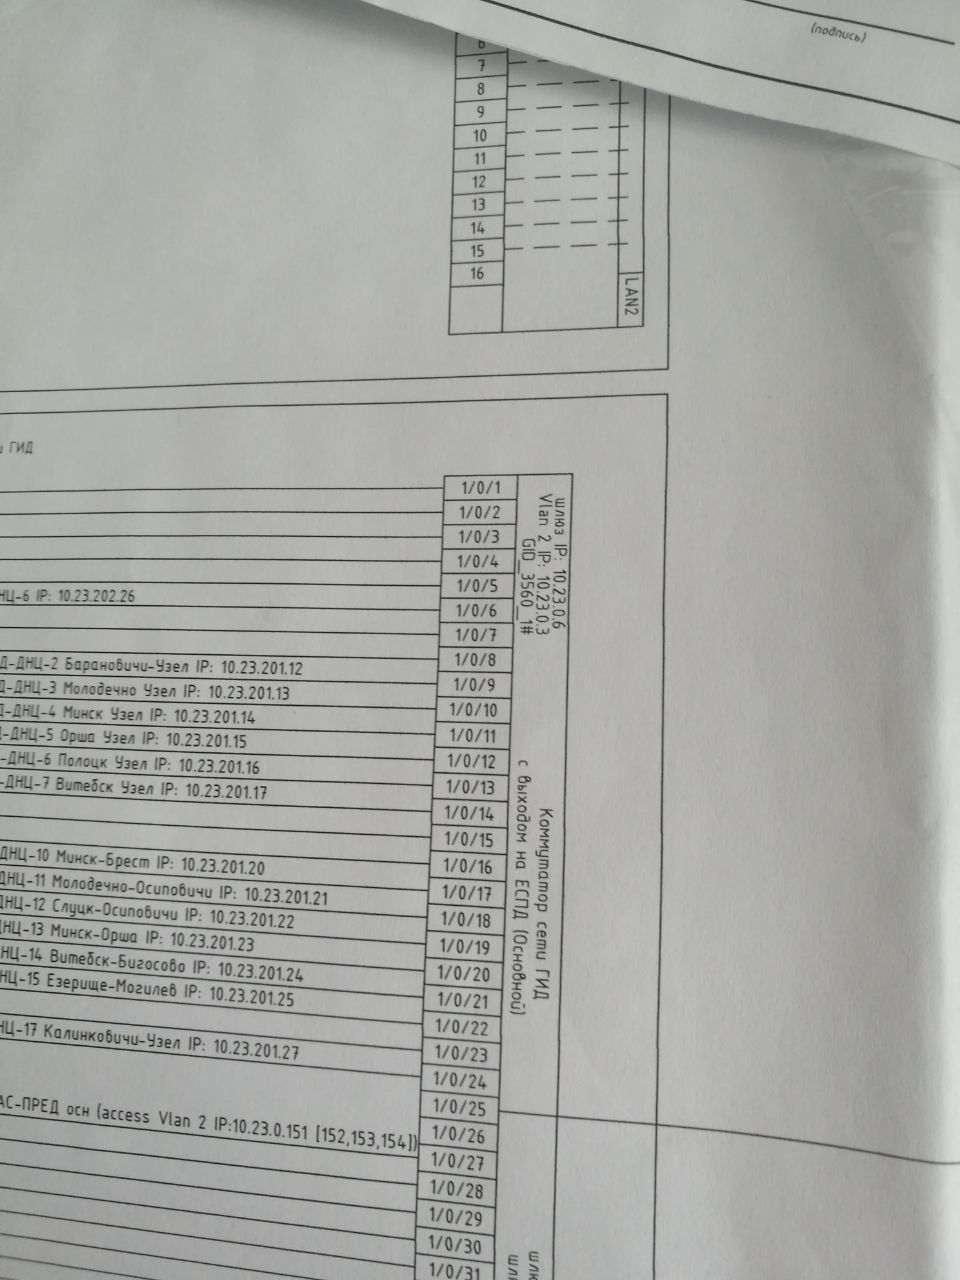 (подпись)
6
7
8
9
10
11
12
13
14
15
16
LAN2
ГИД
1/0/1
1/0/2
1/0/3
1/0/4
1/0/5
НЦ-6 IP: 10.23.202.26
1/0/6
1/0/7
шлюз IP: 10.23.0.6
Vlan 2 IP: 10.23.0.3
GID_3560_1#
Д-ДНЦ-2 Барановичи-Узел IP: 10.23.201.12
1/0/8
Д-ДНЦ-3 Молодечно Узел IP: 10.23.201.13
1/0/9
Д-ДНЦ-4 Минск Узел IP: 10.23.201.14
1/0/10
-ДНЦ-5 Орша Узел IP: 10.23.201.15
1/0/11
-ДНЦ-6 Полоцк Узел IP: 10.23.201.16
1/0/12
-ДНЦ-7 Витебск Узел IP: 10.23.201.17
1/0/13
1/0/14
1/0/15
ДНЦ-10 Минск-Брест IP: 10.23.201.20
1/0/16
ДНЦ-11 Молодечно-Осиповичи IP: 10.23.201.21
1/0/17
ДНЦ-12 Слуцк-Осиповичи IP: 10.23.201.22
1/0/18
ДНЦ-13 Минск-Орша IP: 10.23.201.23
1/0/19
НЦ-14 Витебск-Бигосово IP: 10.23.201.24
1/0/20
НЦ-15 Езерище-Могилев IP: 10.23.201.25
1/0/21
1/0/22
НЦ-17 Калинковичи-Узел IP: 10.23.201.27
1/0/23
1/0/24
Коммутатор сети ГИД
с выходом на ЕСПД (Основной)
1/0/25
АС-ПРЕД осн (access Vlan 2 IP:10.23.0.151 [152,153,154])
1/0/26
1/0/27
1/0/28
1/0/29
1/0/30
1/0/31